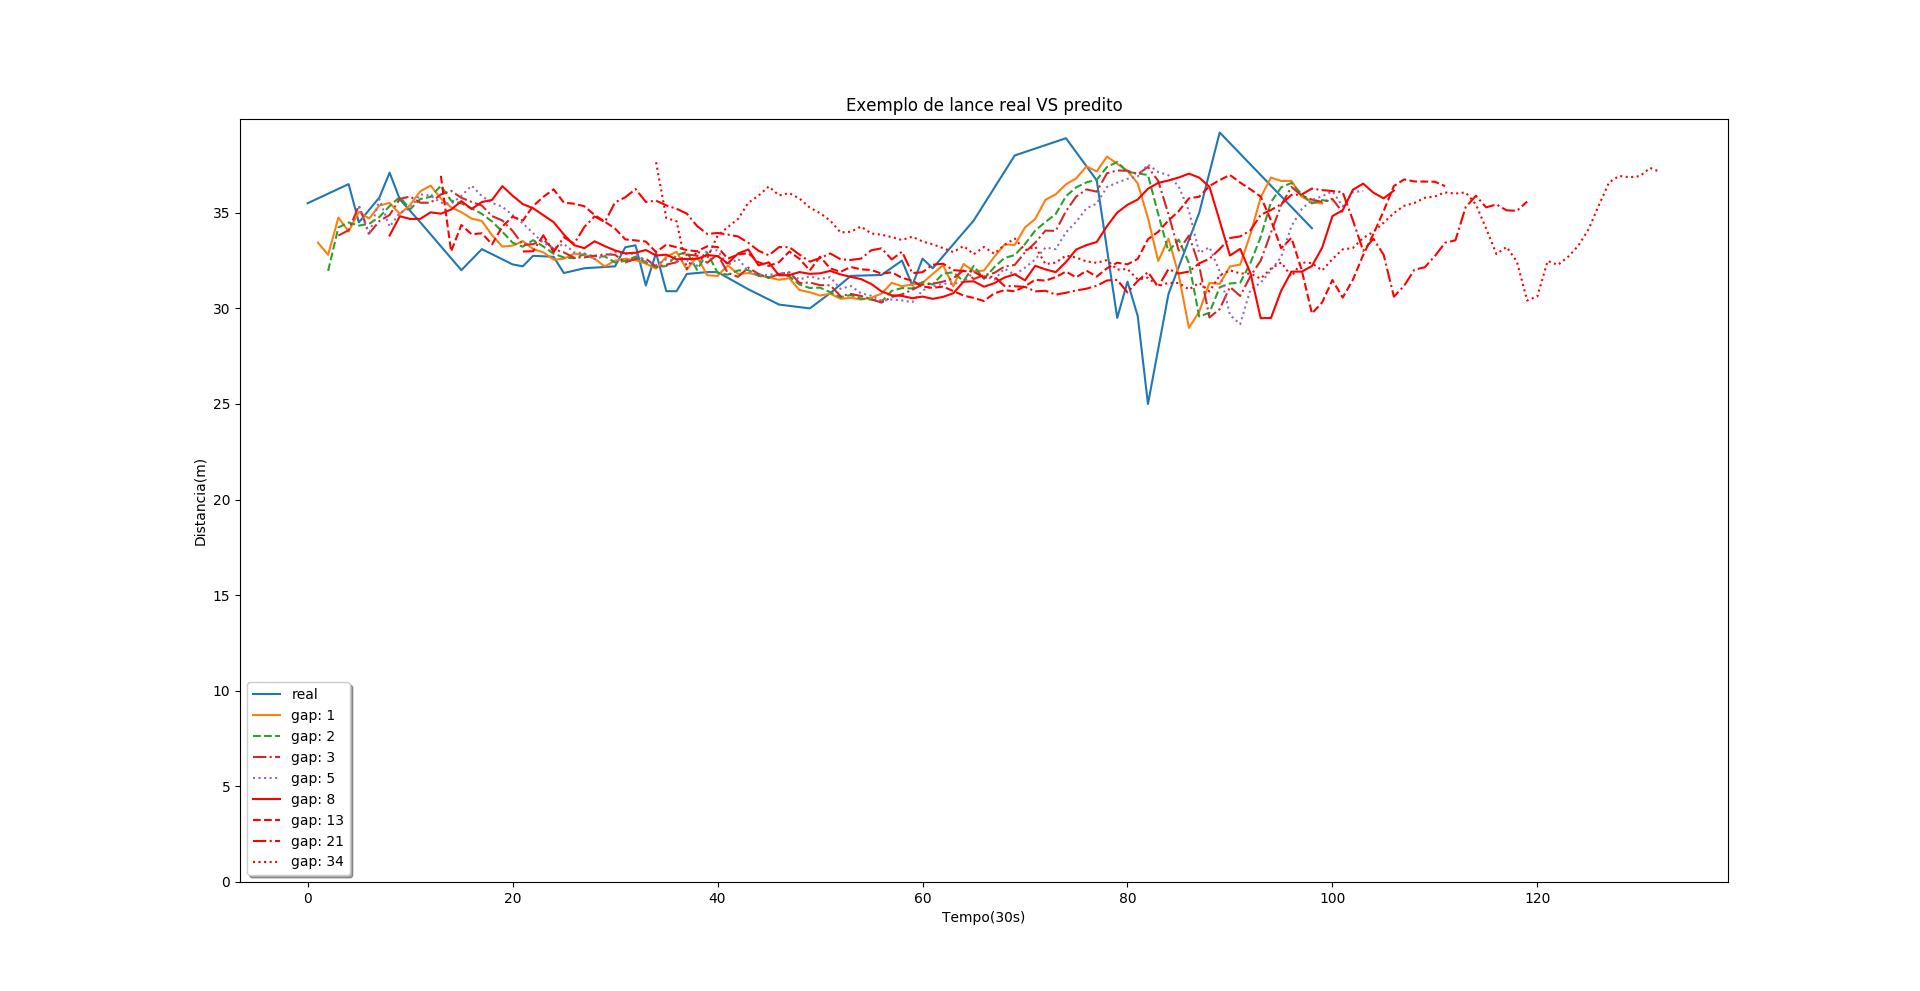 Exemplo de lance real VS predito
Distancia(m)
35
30
25
20
15
10
5
0
real
gap: 1
gap: 2
gap: 3
gap: 5
gap: 8
gap: 13
gap: 21
gap: 34
0 20 40 60 80 100 120
Tempo(30s)